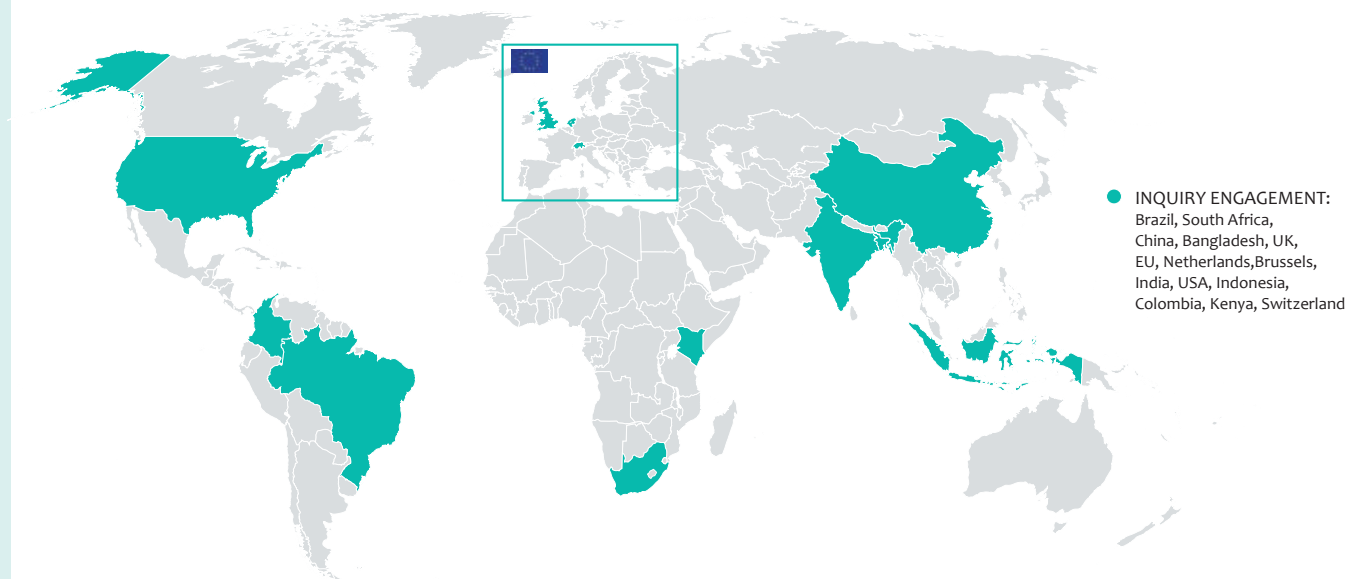 INQUIRY ENGAGEMENT:
Brazil, South Africa,
China, Bangladesh, UK,
EU, Netherlands,Brussels,
India, USA, Indonesia,
Colombia, Kenya, Switzerland